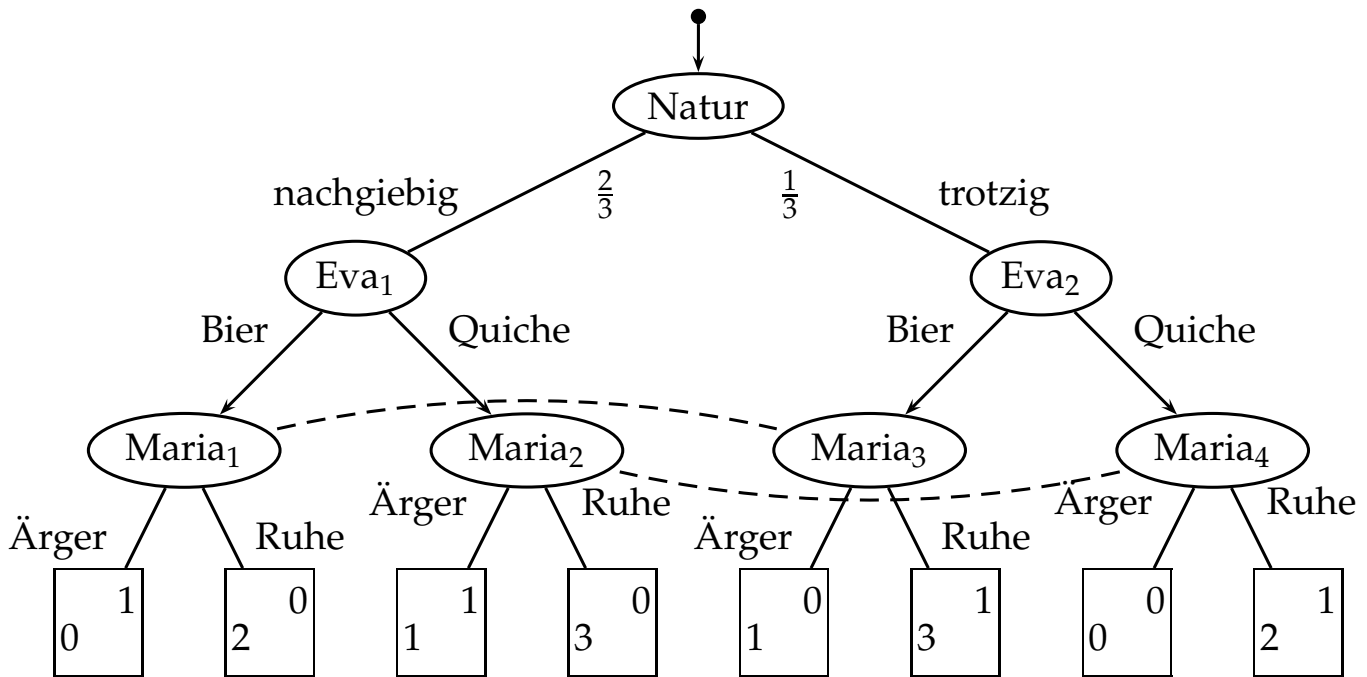 Natur
nachgiebig 2/3 1/3 trotzig
Eva1 Eva2
Bier Quiche Bier Quiche
Maria1 Maria2 Maria3 Maria4
Ärger Ruhe Ärger Ruhe Ärger Ruhe Ärger Ruhe
1 0 1 0 0 1 0 1
0 2 1 3 1 3 0 2